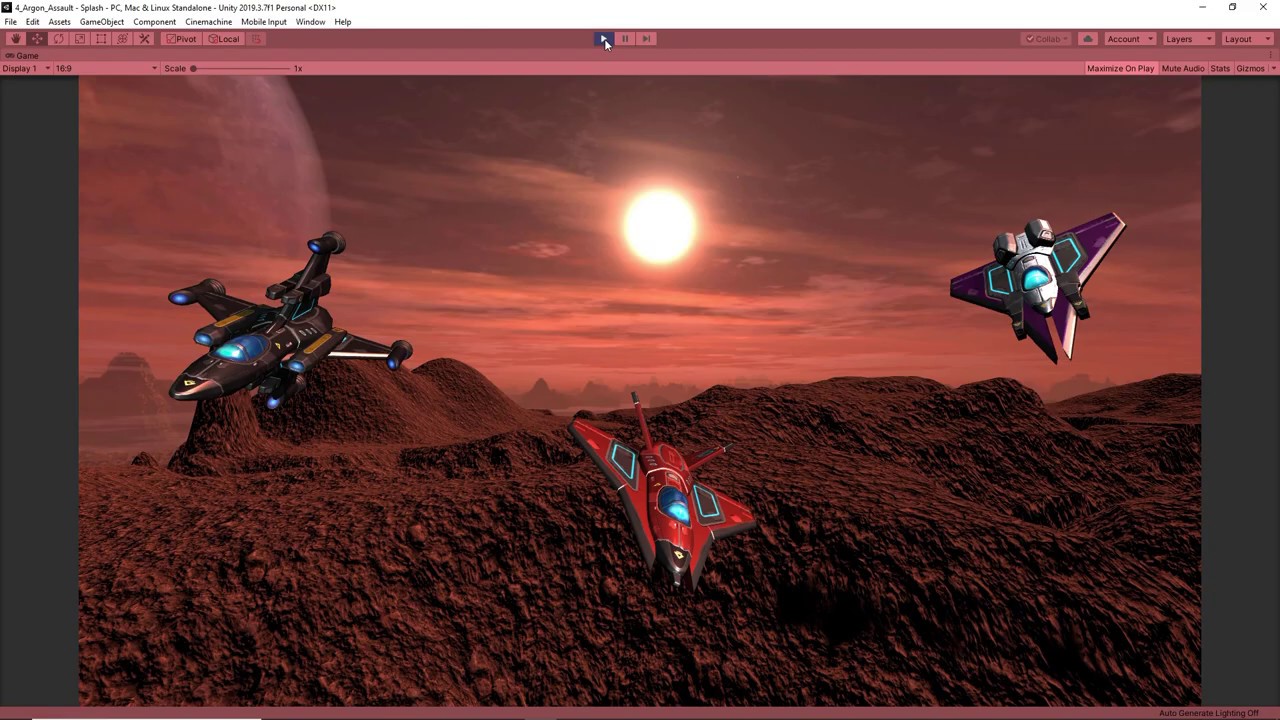 4_Argon_Assault - Splash - PC, Mac & Linux Standalone - Unity 2019.3.7f1 Personal <DX11>
File Edit Assets GameObject Component Cinemachine Mobile Input Window Help
Pivot Local Collab Account Layers Layout
Game
Display 1 16:9 Scale 1x Maximize On Play Mute Audio Stats Gizmos
Auto Generate Lighting Off